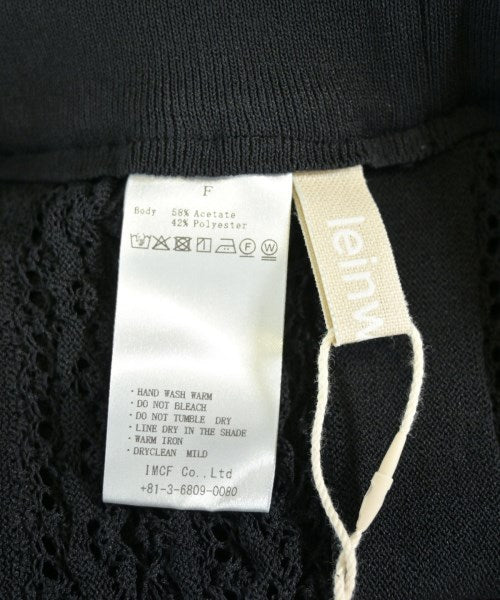 F
Body 58% Acetate
42% Polyester
F W
・HAND WASH WARM
・DO NOT BLEACH
・DO NOT TUMBLE DRY
・LINE DRY IN THE SHADE
・WARM IRON
・DRYCLEAN MILD
IMCF Co.,Ltd
+81-3-6809-0080
leinw